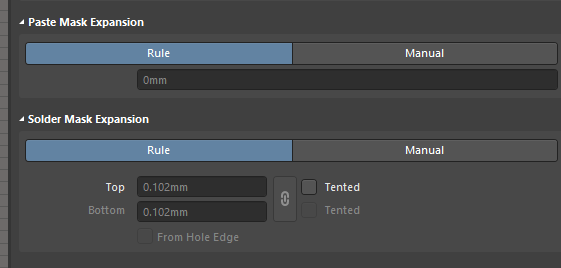 Paste Mask Expansion
Rule Manual
0mm
Solder Mask Expansion
Rule Manual
Top 0.102mm Tented
Bottom 0.102mm Tented
From Hole Edge